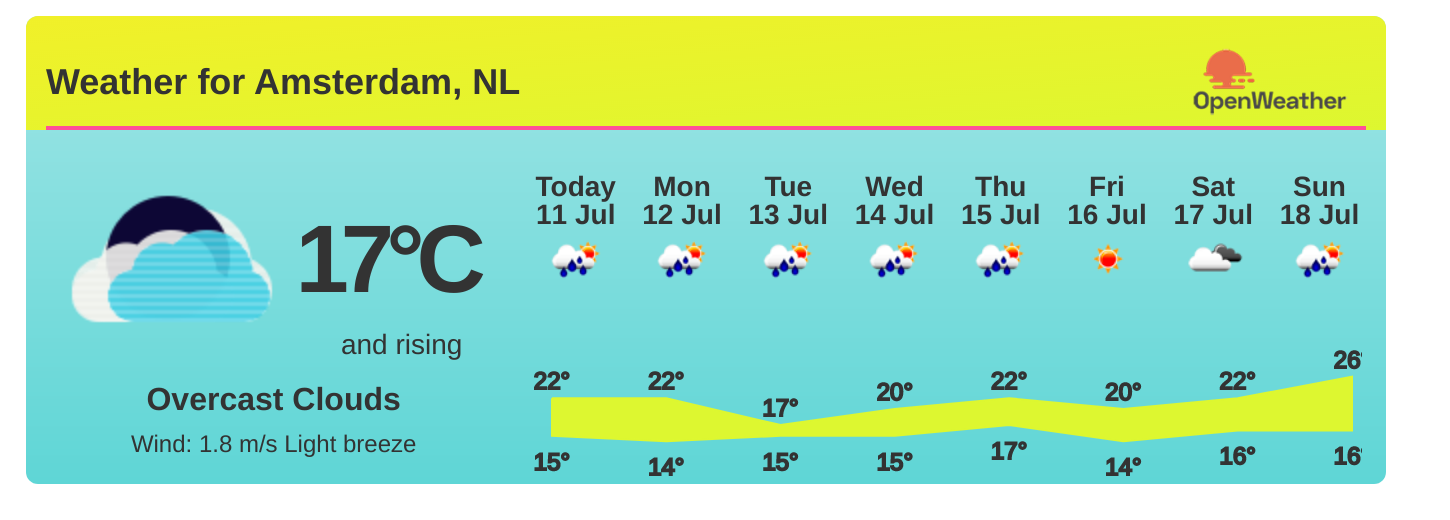 Weather for Amsterdam, NL
OpenWeather
17°C
and rising
Overcast Clouds
Wind: 1.8 m/s Light breeze
Today Mon Tue Wed Thu Fri Sat Sun
11 Jul 12 Jul 13 Jul 14 Jul 15 Jul 16 Jul 17 Jul 18 Jul
22° 22° 17° 20° 22° 20° 22° 26°
15° 14° 15° 15° 17° 14° 16° 16°